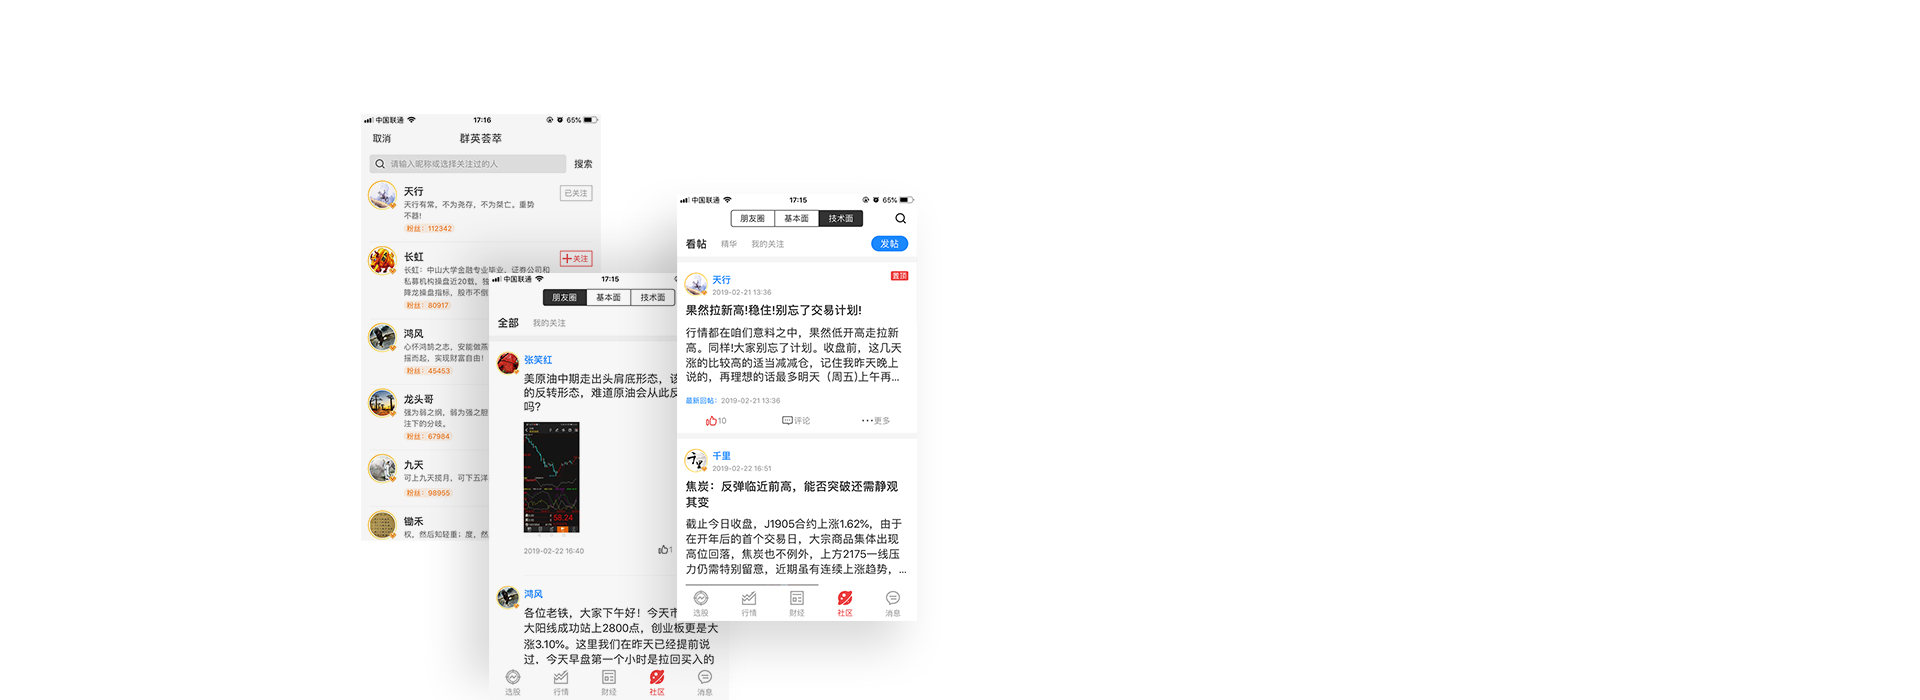 中国联通
17:16
65%
取消
群英荟萃
请输入昵称或选择关注过的人
搜索
天行
已关注
天行有常，不为尧存，不为桀亡。重势
不器!
粉丝：112342
长虹
关注
长虹：中山大学金融专业毕业，证券公司和
私募机构操盘近20载，独
降龙操盘指标，股市不倒
粉丝：80917
鸿风
心怀鸿鹄之志，安能做燕
摇而起，实现财富自由！
粉丝：45453
龙头哥
强为弱之纲，弱为强之
注下的分歧。
粉丝：67984
九天
可上九天揽月，可下五洋
粉丝：98955
锄禾
权，然后知轻重；度，然
中国联通
17:15
朋友圈
基本面
技术面
全部
我的关注
张笑红
美原油中期走出头肩底形态，该
的反转形态，难道原油会从此反
吗？
58.24
2019-02-22 16:40
1
鸿风
各位老铁，大家下午好！今天市
大阳线成功站上2800点，创业板更是大
涨3.10%。这里我们在昨天已经提前说
过，今天早盘第一个小时是拉回买入的
选股
行情
财经
社区
消息
中国联通
17:15
65%
朋友圈
基本面
技术面
看帖
精华
我的关注
发帖
天行
置顶
2019-02-21 13:36
果然拉新高!稳住!别忘了交易计划!
行情都在咱们意料之中，果然低开高走拉新
高。同样!大家别忘了计划。收盘前，这几天
涨的比较高的适当减减仓，记住我昨天晚上
说的，再理想的话最多明天（周五)上午再...
最新回帖：2019-02-21 13:36
10
评论
更多
千里
2019-02-22 16:51
焦炭：反弹临近前高，能否突破还需静观
其变
截止今日收盘，J1905合约上涨1.62%，由于
在开年后的首个交易日，大宗商品集体出现
高位回落，焦炭也不例外，上方2175一线压
力仍需特别留意，近期虽有连续上涨趋势，...
选股
行情
财经
社区
消息